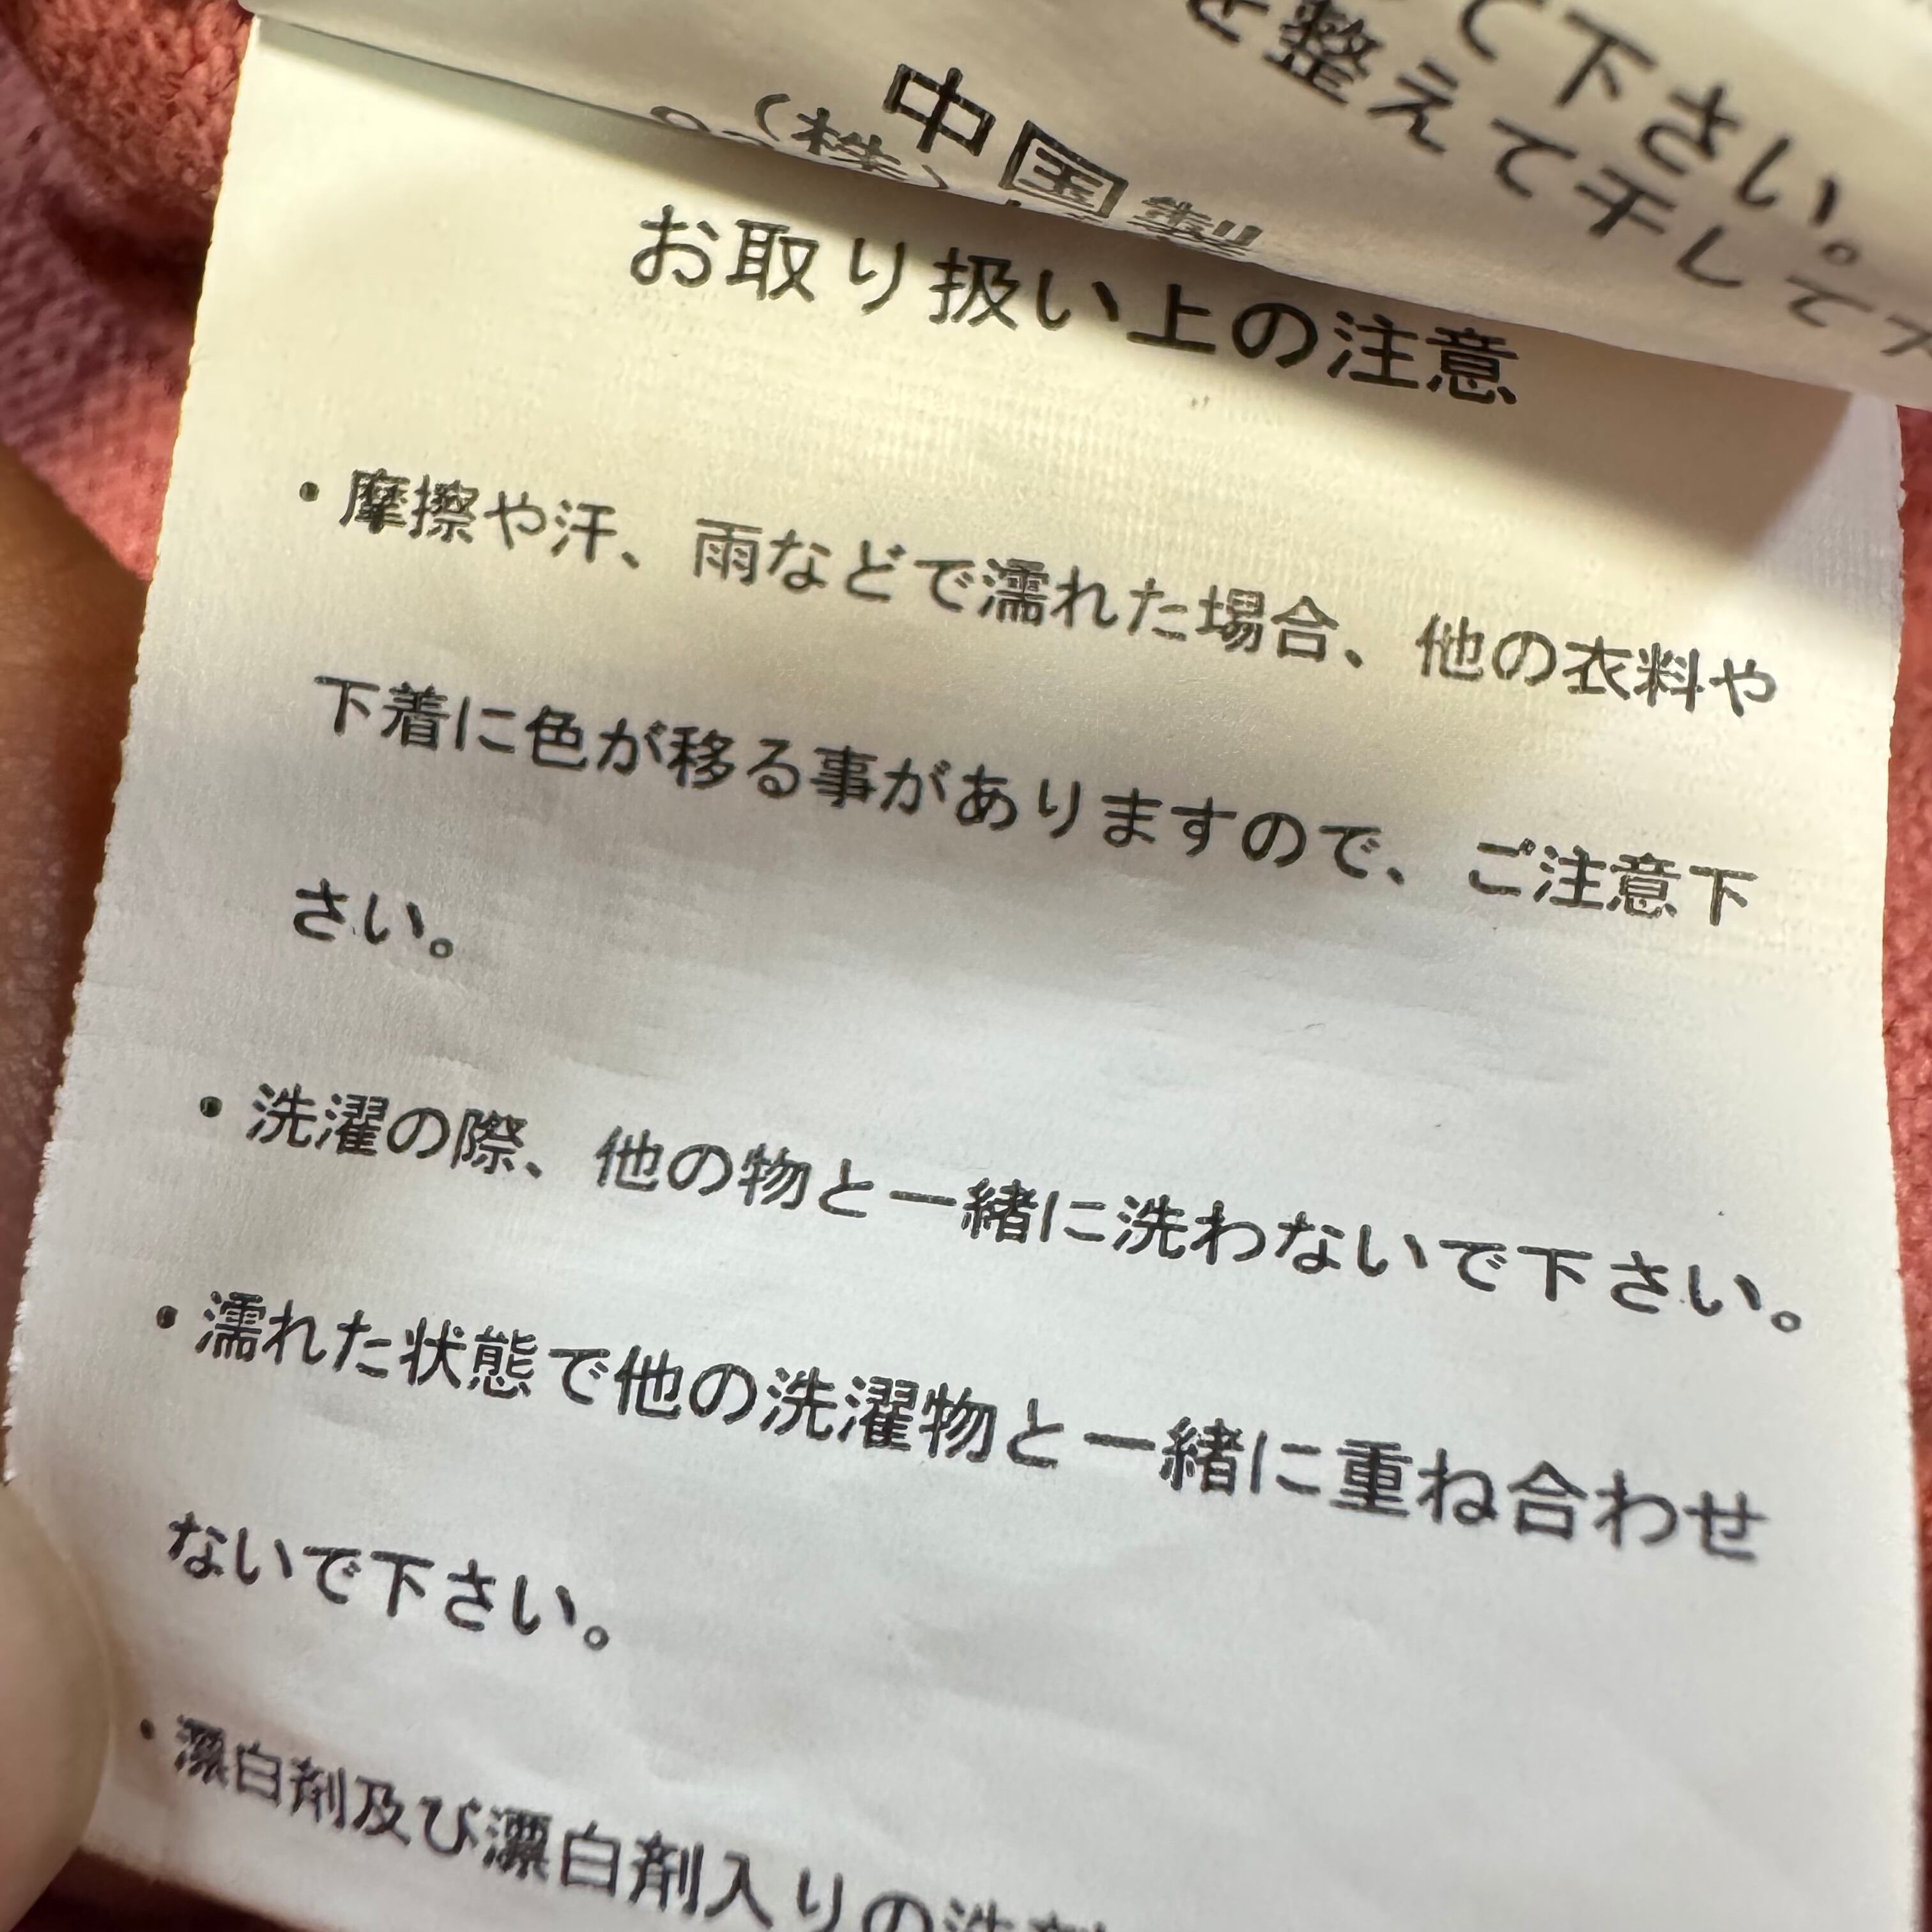 て下さい。
を整えて干して
中国製
(株)
お取り扱い上の注意
・摩擦や汗、雨などで濡れた場合、他の衣料や
下着に色が移る事がありますので、ご注意下
さい。
・洗濯の際、他の物と一緒に洗わないで下さい。
・濡れた状態で他の洗濯物と一緒に重ね合わせ
ないで下さい。
・漂白剤及び漂白剤入りの洗剤